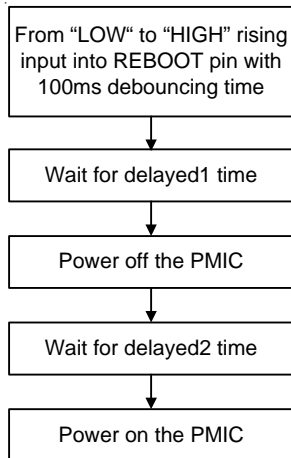 From “LOW“ to “HIGH” rising
input into REBOOT pin with
100ms debouncing time
Wait for delayed1 time
Power off the PMIC
Wait for delayed2 time
Power on the PMIC